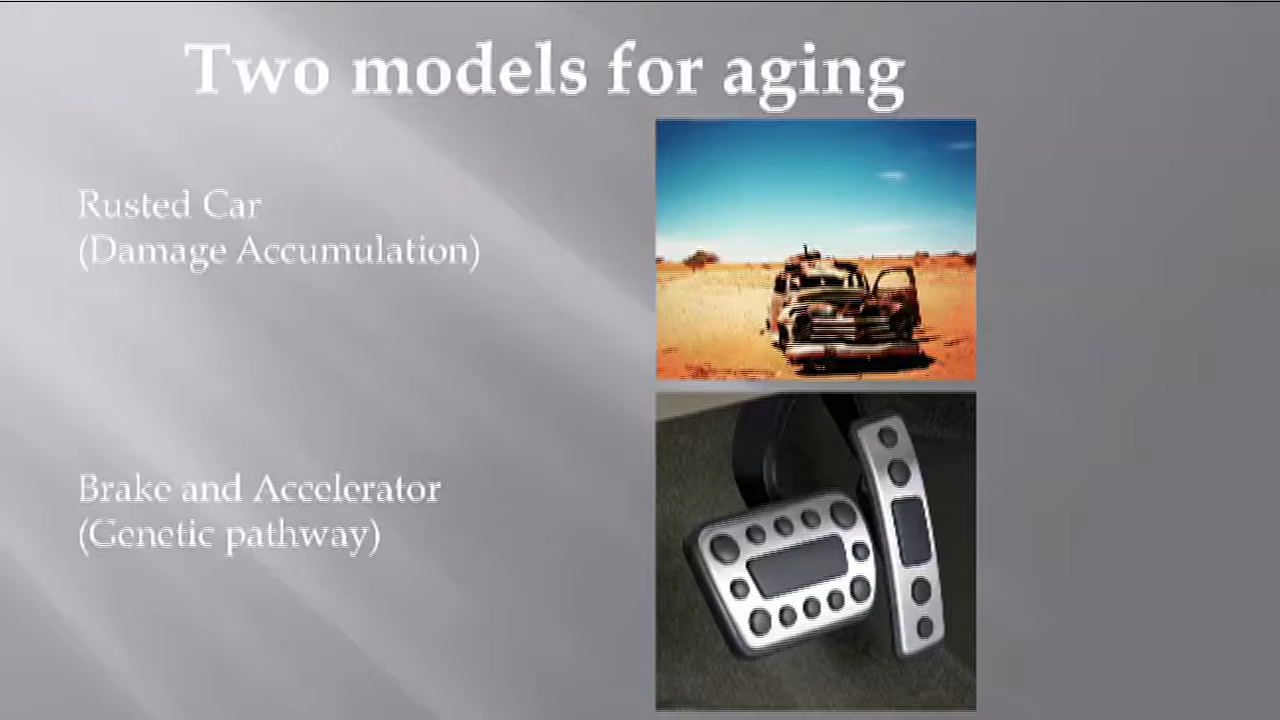 Two models for aging
Rusted Car
(Damage Accumulation)
Brake and Accelerator
(Genetic pathway)